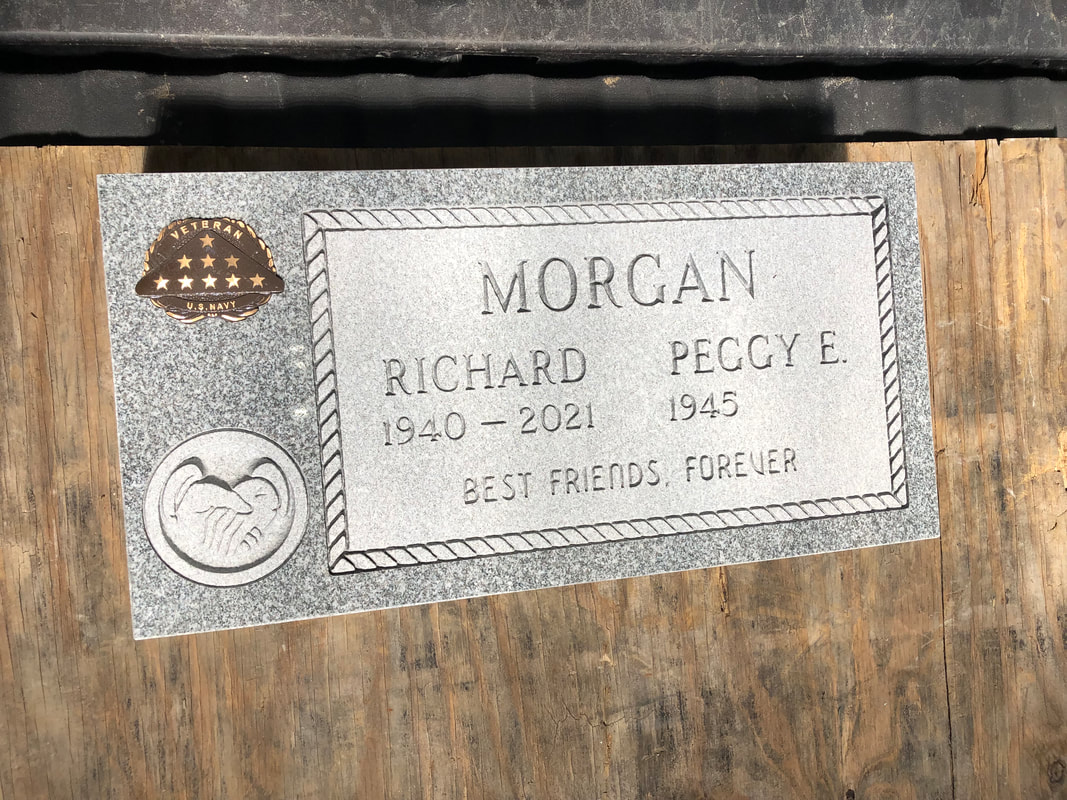 VETERAN
U.S. NAVY
MORGAN
RICHARD
1940 – 2021
PEGGY E.
1945
BEST FRIENDS, FOREVER